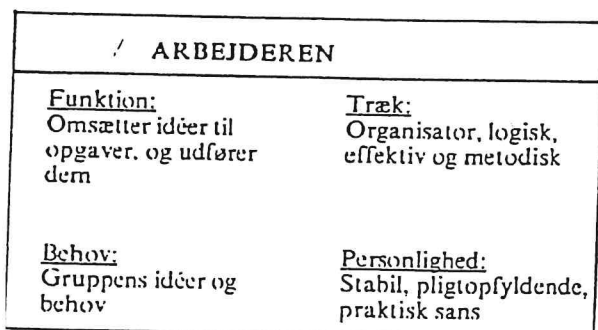 ARBEJDEREN
Funktion:
Omsætter idéer til
opgaver, og udfører
dem
Træk:
Organisator, logisk,
effektiv og metodisk
Behov:
Gruppens idéer og
behov
Personlighed:
Stabil, pligtopfyldende,
praktisk sans